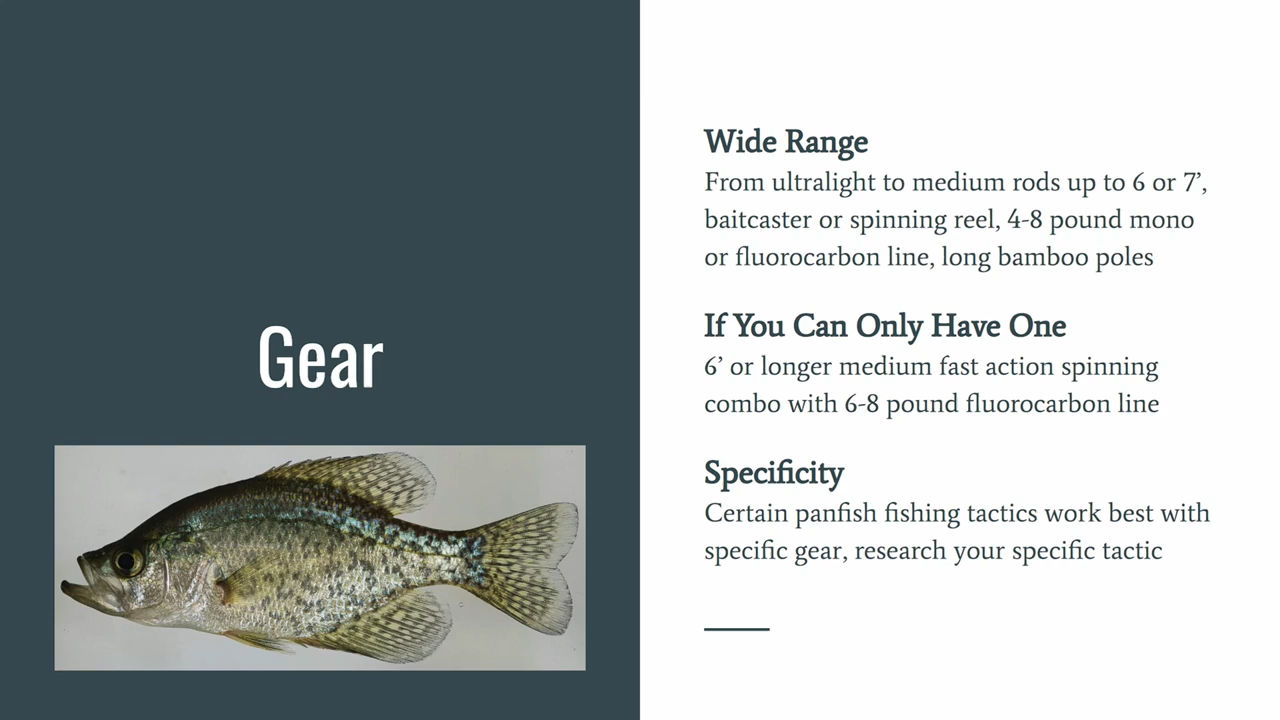 Gear
Wide Range
From ultralight to medium rods up to 6 or 7’,
baitcaster or spinning reel, 4-8 pound mono
or fluorocarbon line, long bamboo poles
If You Can Only Have One
6’ or longer medium fast action spinning
combo with 6-8 pound fluorocarbon line
Specificity
Certain panfish fishing tactics work best with
specific gear, research your specific tactic